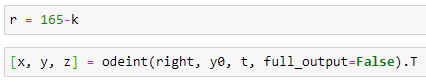 r = 165-k
[x, y, z] = odeint(right, y0, t, full_output=False).T